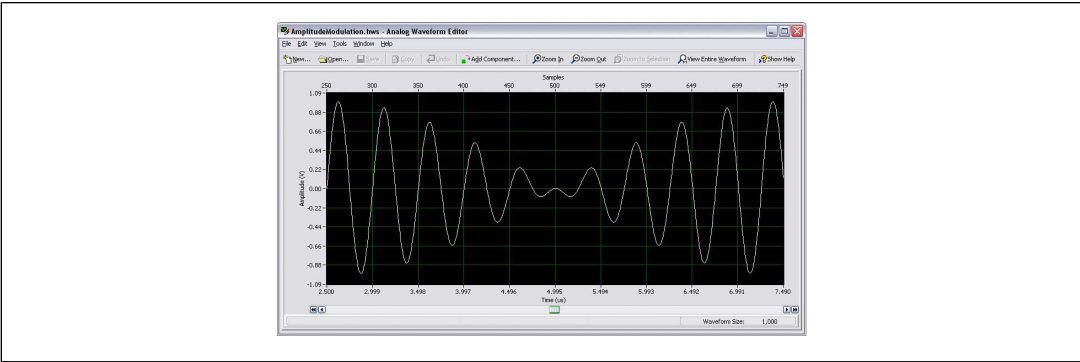 AmplitudeModulation.hws - Analog Waveform Editor
File Edit View Tools Window Help
New... Open... Save Copy Undo Add Component... Zoom In Zoom Out Zoom to Selection View Entire Waveform Show Help
Samples
250 300 350 400 450 500 549 599 649 699 749
1.09
0.88
0.66
0.44
0.22
0.00
-0.22
-0.44
-0.66
-0.88
-1.09
Amplitude (V)
2.500 2.999 3.498 3.997 4.496 4.995 5.494 5.993 6.492 6.991 7.490
Time (us)
Waveform Size: 1,000